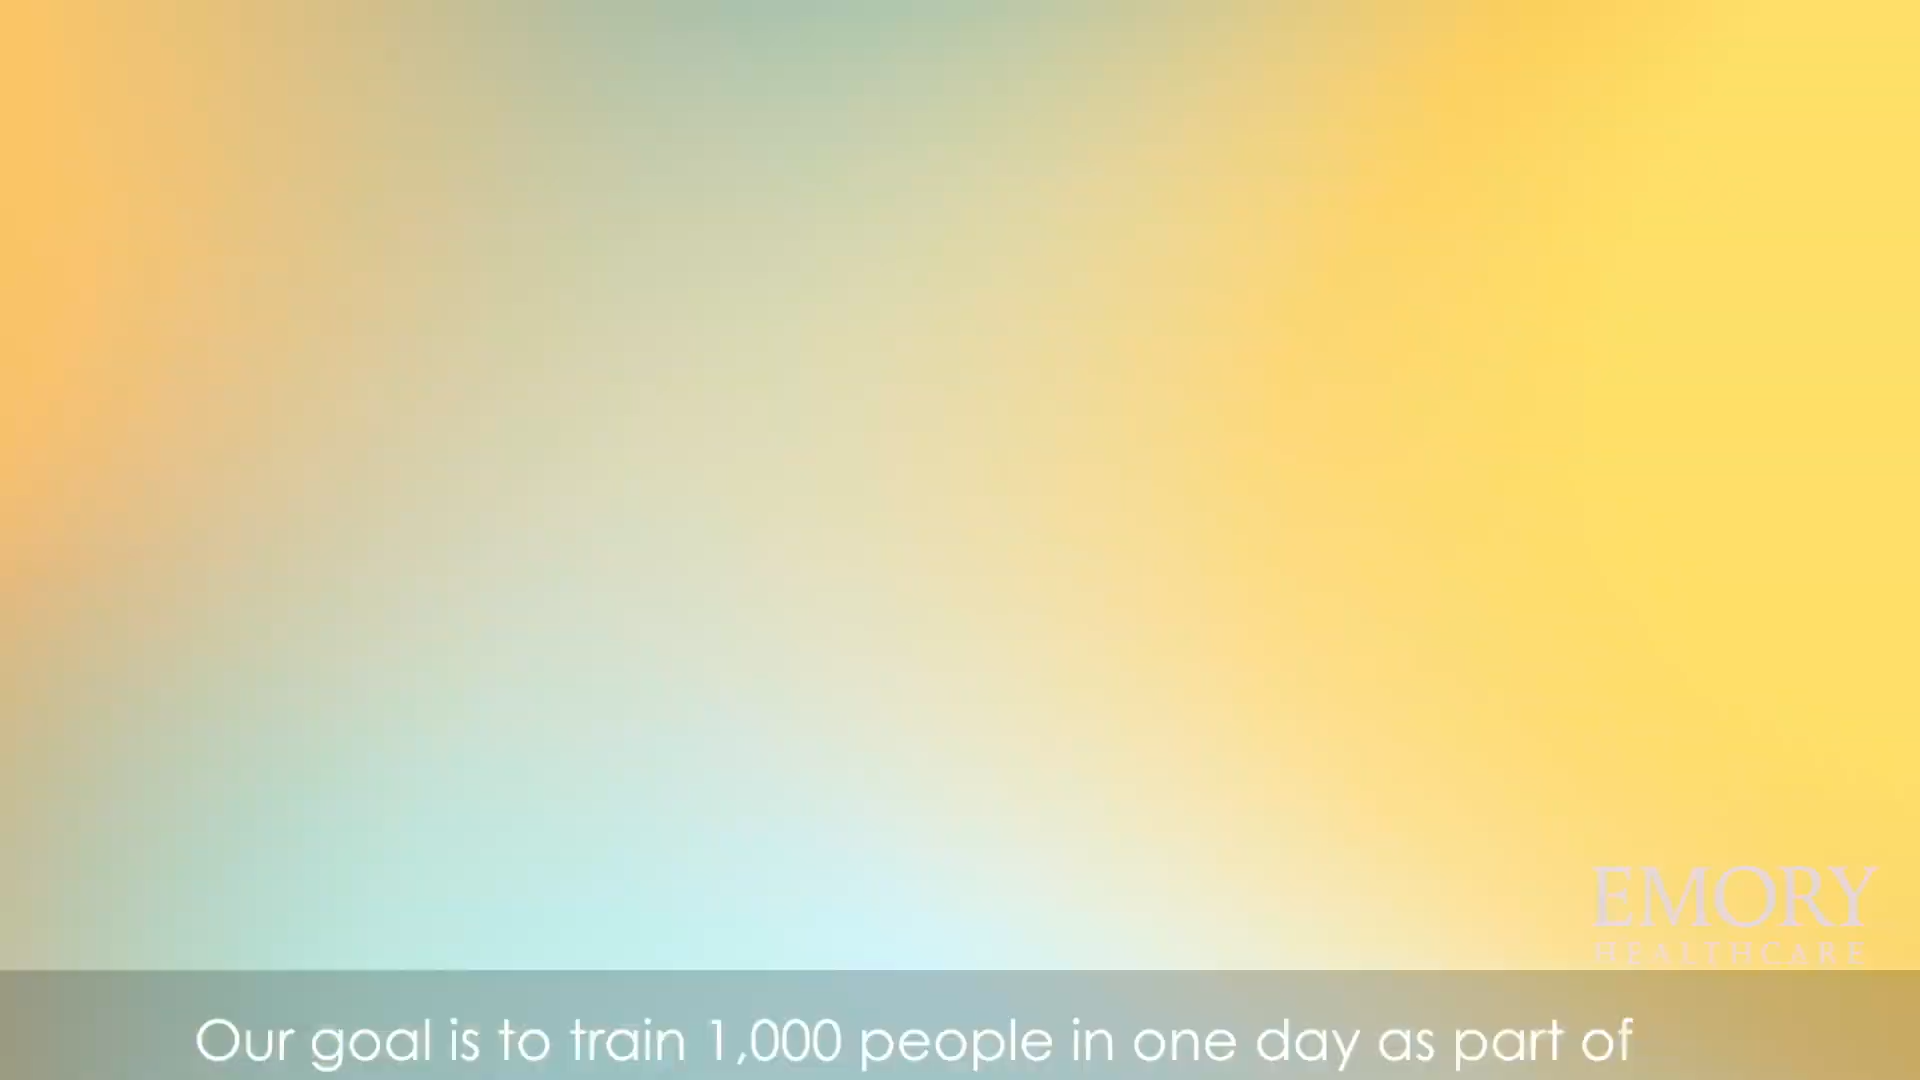 EMORY
HEALTHCARE
Our goal is to train 1,000 people in one day as part of